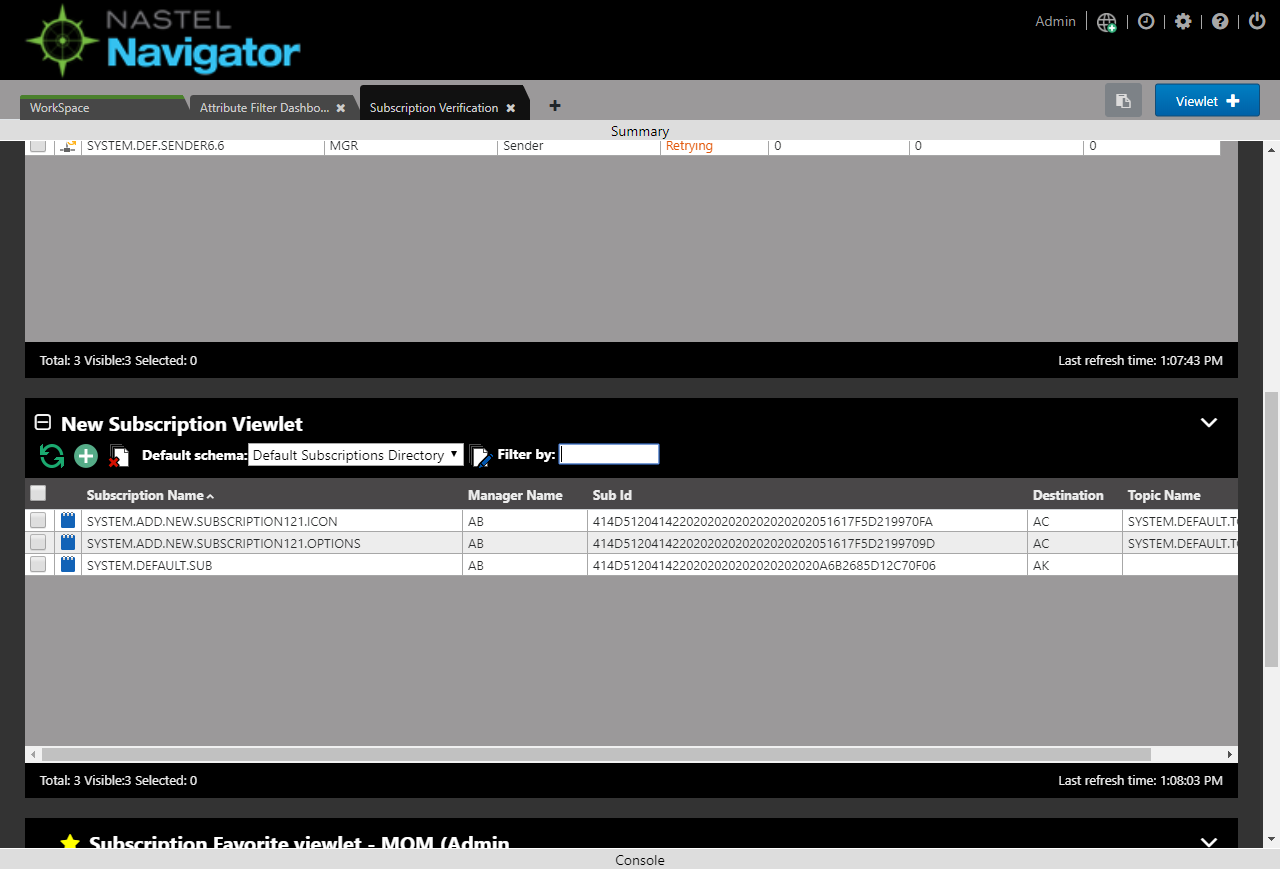 NASTEL
Navigator
Admin
WorkSpace
Attribute Filter Dashbo...
Subscription Verification
Viewlet
Summary
SYSTEM.DEF.SENDER6.6 MGR Sender Retrying 0 0 0
Total: 3 Visible:3 Selected: 0
Last refresh time: 1:07:43 PM
New Subscription Viewlet
Default schema: Default Subscriptions Directory Filter by:
Subscription Name Manager Name Sub Id Destination Topic Name
SYSTEM.ADD.NEW.SUBSCRIPTION121.ICON AB 414D512041422020202020202020202051617F5D219970FA AC SYSTEM.DEFAULT.TO
SYSTEM.ADD.NEW.SUBSCRIPTION121.OPTIONS AB 414D512041422020202020202020202051617F5D2199709D AC SYSTEM.DEFAULT.TO
SYSTEM.DEFAULT.SUB AB 414D5120414220202020202020202020A6B2685D12C70F06 AK
Total: 3 Visible:3 Selected: 0
Last refresh time: 1:08:03 PM
Subscription Favorite viewlet - MQM (Admin
Console